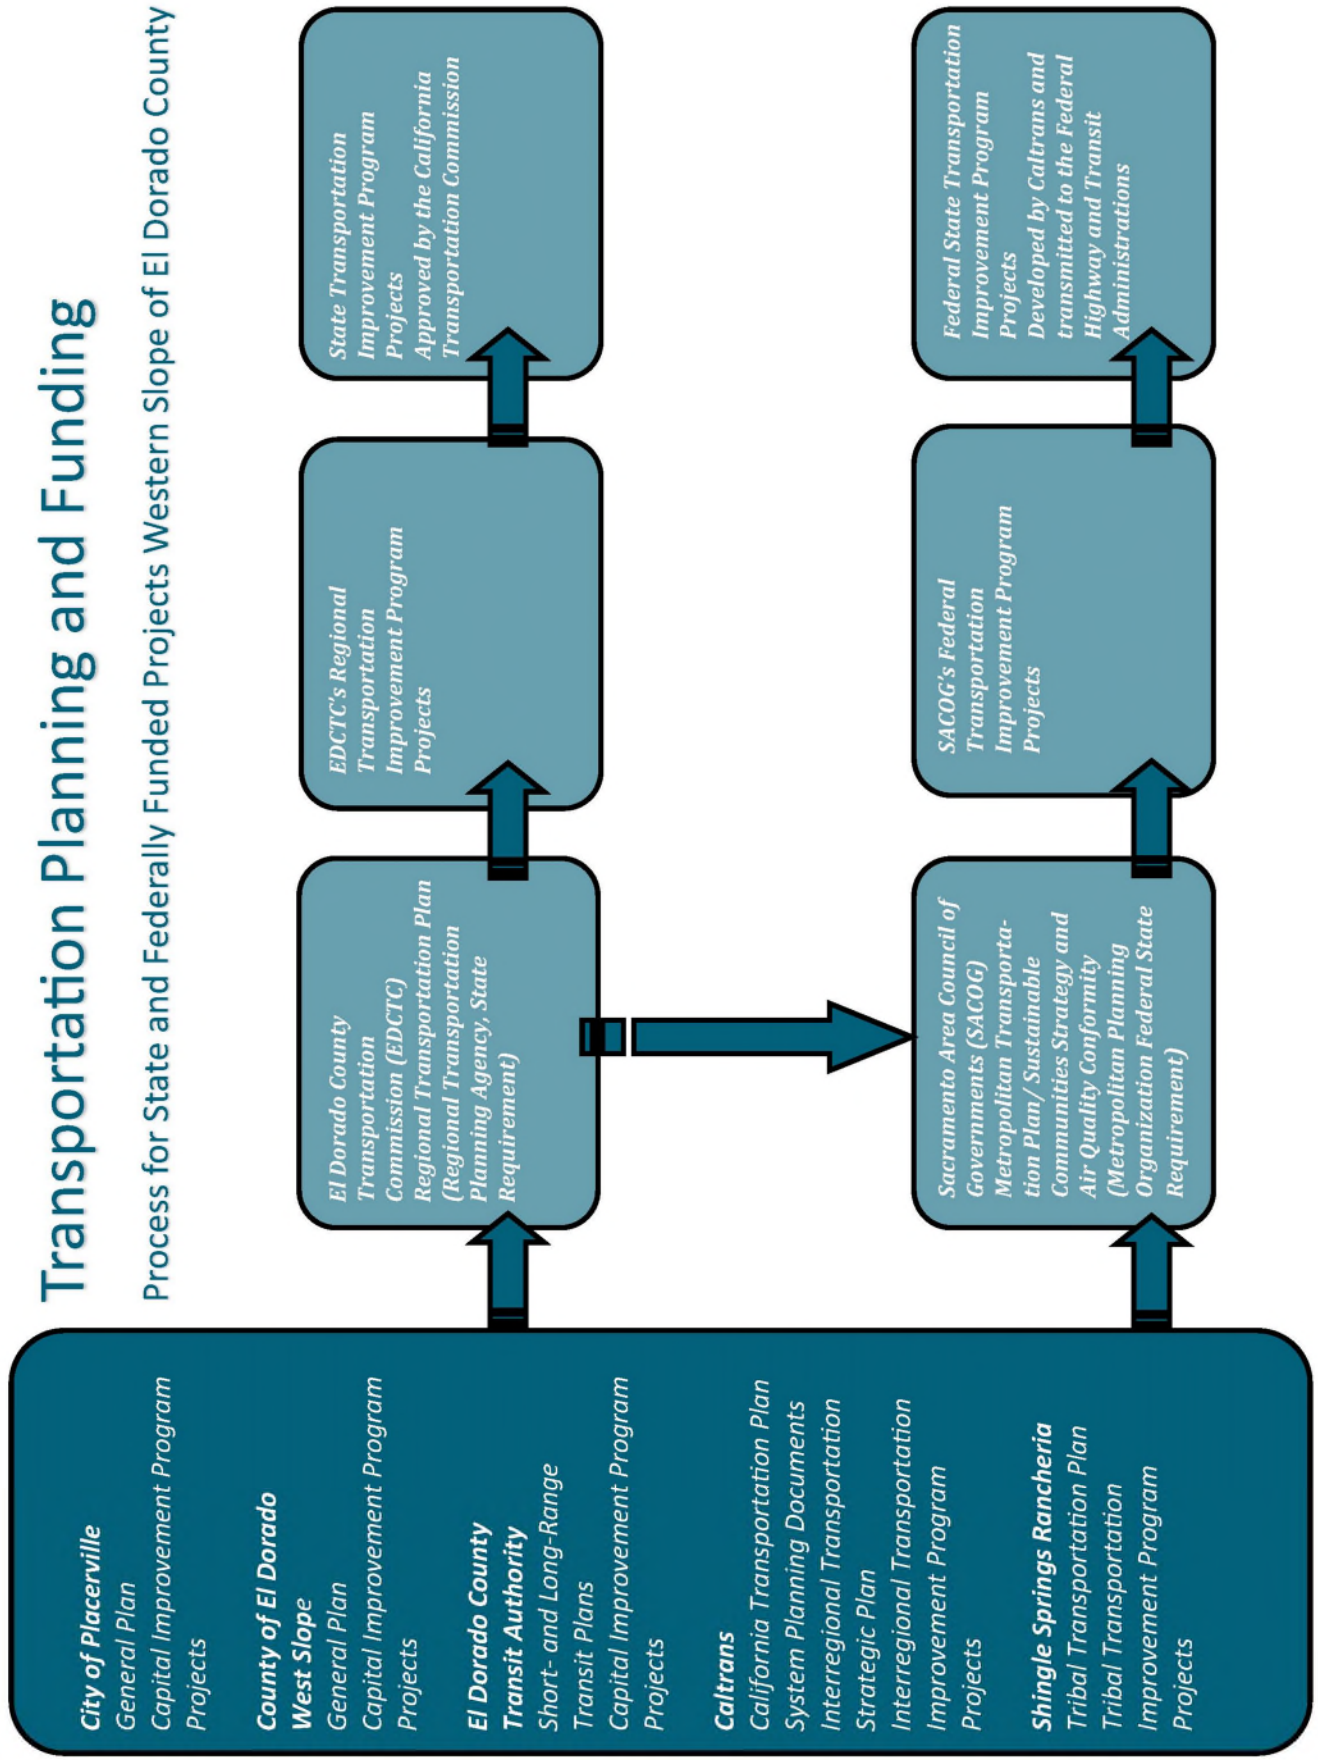 Transportation Planning and Funding
Process for State and Federally Funded Projects Western Slope of El Dorado County
City of Placerville
General Plan
Capital Improvement Program
Projects
County of El Dorado
West Slope
General Plan
Capital Improvement Program
Projects
El Dorado County
Transit Authority
Short- and Long-Range
Transit Plans
Capital Improvement Program
Projects
Caltrans
California Transportation Plan
System Planning Documents
Interregional Transportation
Strategic Plan
Interregional Transportation
Improvement Program
Projects
Shingle Springs Rancheria
Tribal Transportation Plan
Tribal Transportation
Improvement Program
Projects
El Dorado County
Transportation
Commission (EDCTC)
Regional Transportation Plan
(Regional Transportation
Planning Agency, State
Requirement)
EDCTC's Regional
Transportation
Improvement Program
Projects
State Transportation
Improvement Program
Projects
Approved by the California
Transportation Commission
Sacramento Area Council of
Governments (SACOG)
Metropolitan Transporta-
tion Plan/ Sustainable
Communities Strategy and
Air Quality Conformity
(Metropolitan Planning
Organization Federal State
Requirement)
SACOG's Federal
Transportation
Improvement Program
Projects
Federal State Transportation
Improvement Program
Projects
Developed by Caltrans and
transmitted to the Federal
Highway and Transit
Administrations